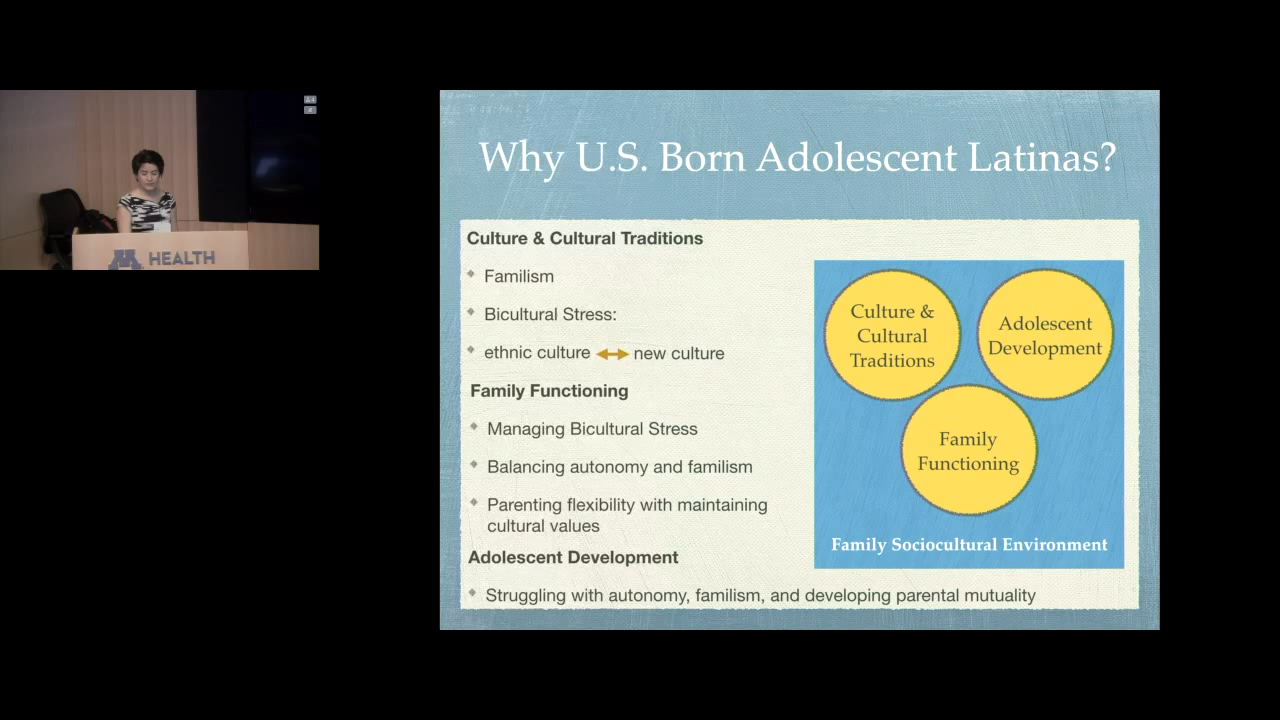 M HEALTH
Why U.S. Born Adolescent Latinas?
Culture & Cultural Traditions
Familism
Bicultural Stress:
ethnic culture ↔ new culture
Family Functioning
Managing Bicultural Stress
Balancing autonomy and familism
Parenting flexibility with maintaining
cultural values
Adolescent Development
Struggling with autonomy, familism, and developing parental mutuality
Culture &
Cultural
Traditions
Adolescent
Development
Family
Functioning
Family Sociocultural Environment